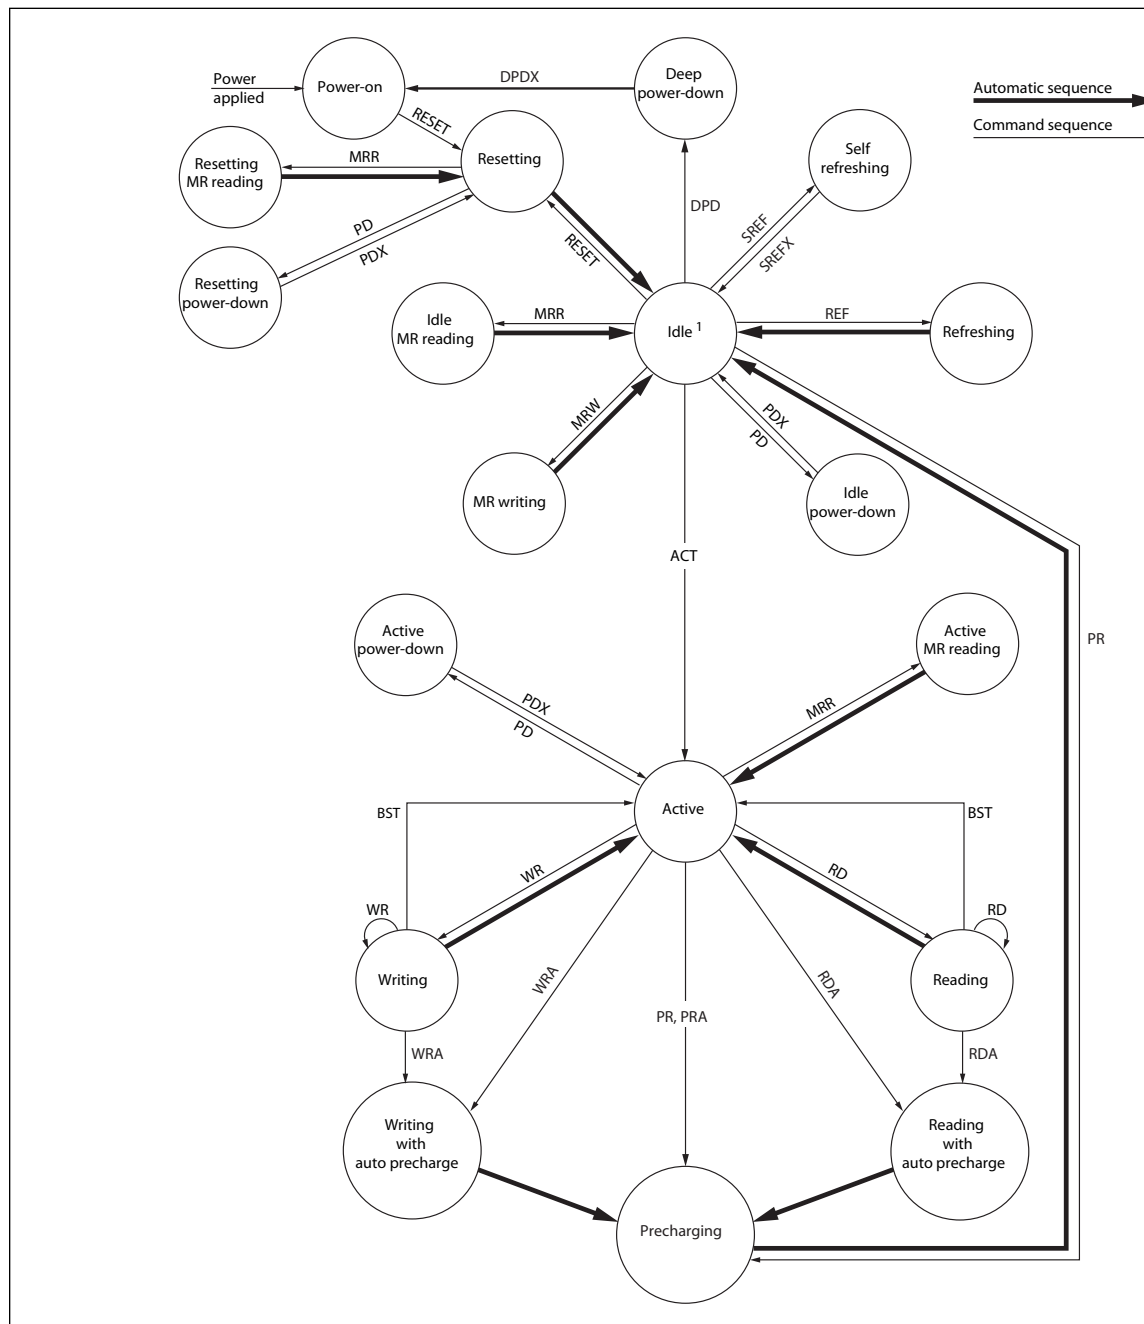 Power
applied
Power-on
DPDX
Deep
power-down
Automatic sequence
Command sequence
RESET
Resetting
MR reading
MRR
Resetting
Self
refreshing
PD
PDX
DPD
SREF
SREFX
RESET
Resetting
power-down
Idle
MR reading
MRR
Idle 1
REF
Refreshing
MRW
PDX
PD
MR writing
Idle
power-down
ACT
Active
power-down
Active
MR reading
PR
PDX
PD
MRR
BST
Active
BST
WR
RD
WR
RD
Writing
Reading
WRA
RDA
PR, PRA
WRA
RDA
Writing
with
auto precharge
Reading
with
auto precharge
Precharging